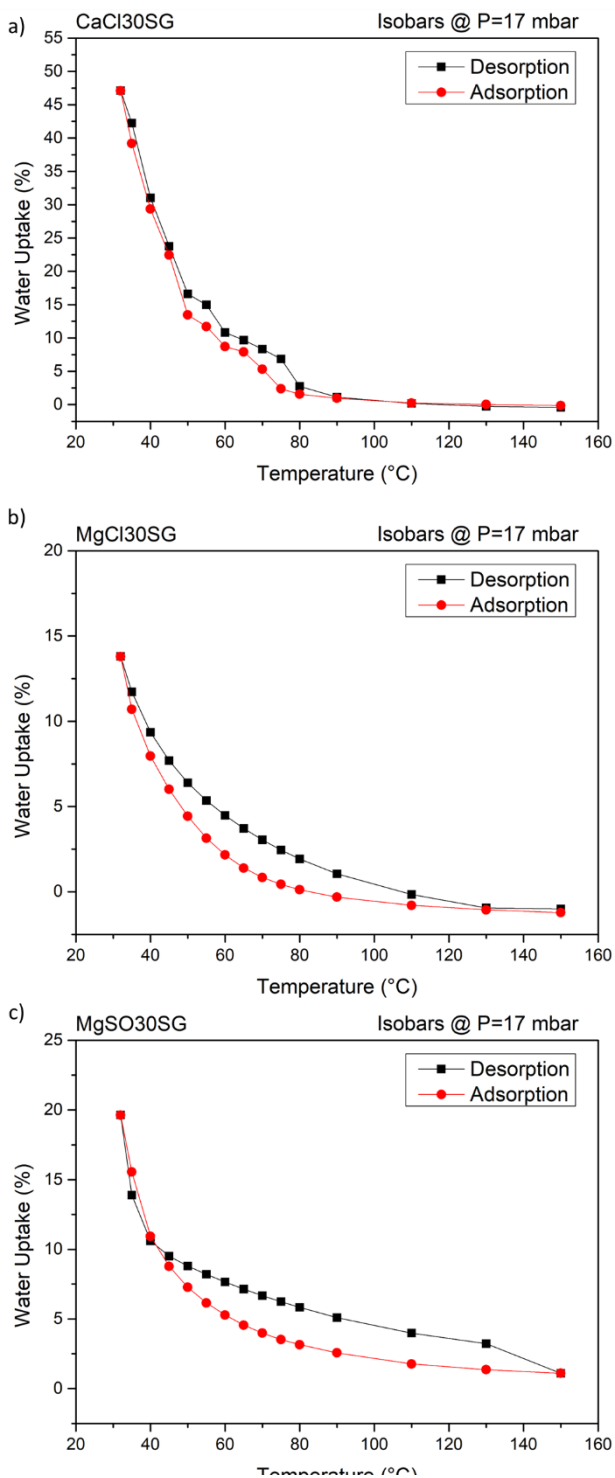 a)
CaCl30SG Isobars @ P=17 mbar
Desorption
Adsorption
55
50
45
40
35
30
25
20
15
10
5
0
Water Uptake (%)
20 40 60 80 100 120 140 160
Temperature (°C)
b)
MgCl30SG Isobars @ P=17 mbar
Desorption
Adsorption
20
15
10
5
0
Water Uptake (%)
20 40 60 80 100 120 140 160
Temperature (°C)
c)
MgSO30SG Isobars @ P=17 mbar
Desorption
Adsorption
25
20
15
10
5
0
Water Uptake (%)
20 40 60 80 100 120 140 160
Temperature (°C)